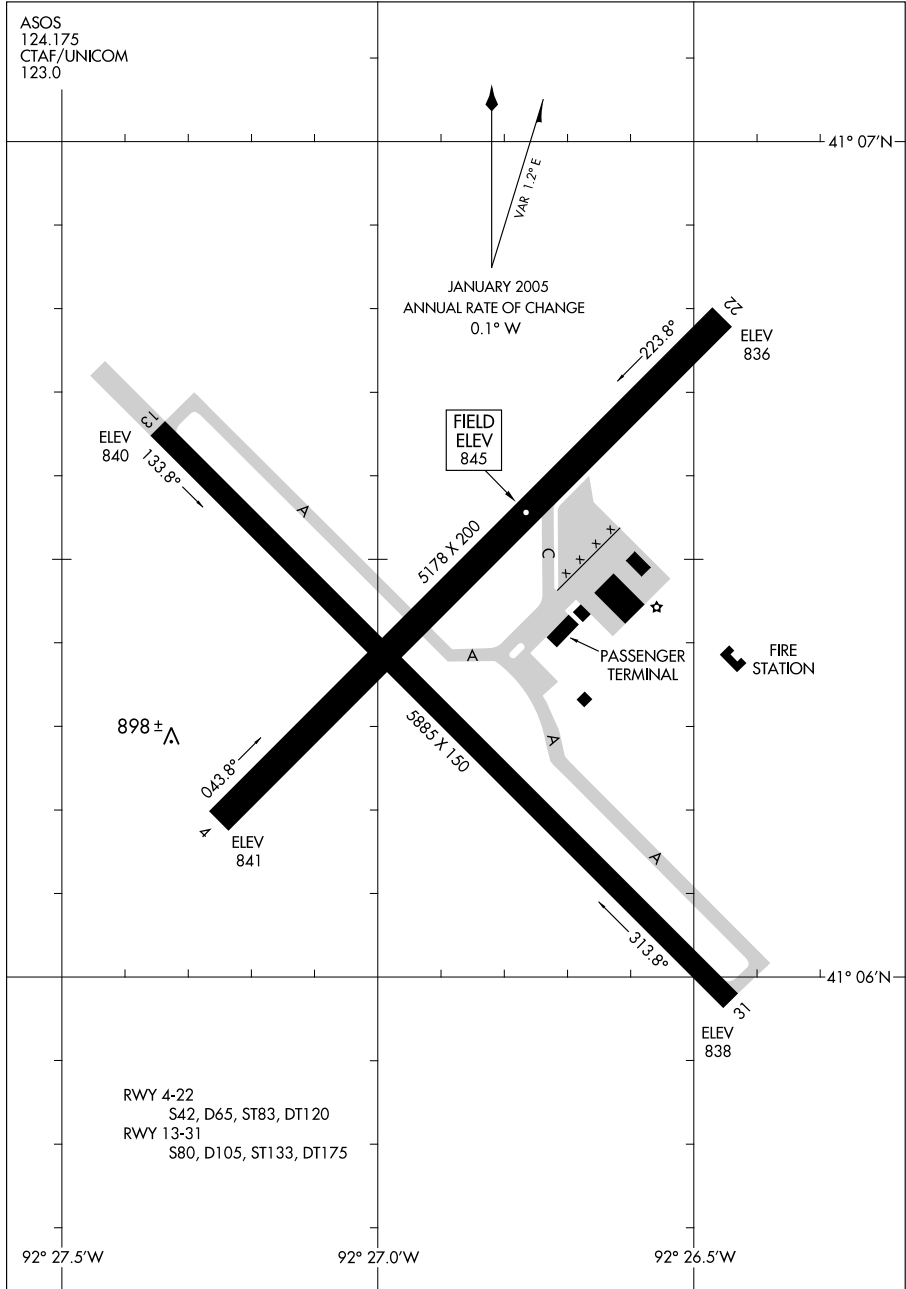 ASOS
124.175
CTAF/UNICOM
123.0
41° 07'N
VAR 1.2° E
JANUARY 2005
ANNUAL RATE OF CHANGE
0.1° W
22
ELEV
836
223.8°
FIELD
ELEV
845
13
ELEV
840
133.8°
A
5178 X 200
C
x x x x
A
PASSENGER
TERMINAL
FIRE
STATION
898 ±
A
5885 X 150
043.8°
4
ELEV
841
A
313.8°
41° 06'N
31
ELEV
838
RWY 4-22
S42, D65, ST83, DT120
RWY 13-31
S80, D105, ST133, DT175
92° 27.5'W
92° 27.0'W
92° 26.5'W